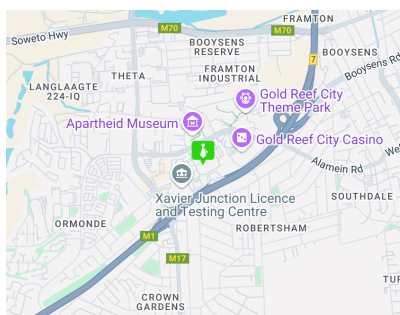 FRAMTON
M70
M70
Soweto Hwy
BOOYSENS
RESERVE
BOOYSENS
7
FRAMTON
INDUSTRIAL
THETA
Booysens Rd
LANGLAAGTE
224-IQ
Gold Reef City
Theme Park
Apartheid Museum
Gold Reef City Casino
Alamein Rd
Xavier Junction Licence
and Testing Centre
SOUTHDALE
ORMONDE
ROBERTSHAM
M1
M17
CROWN
GARDENS